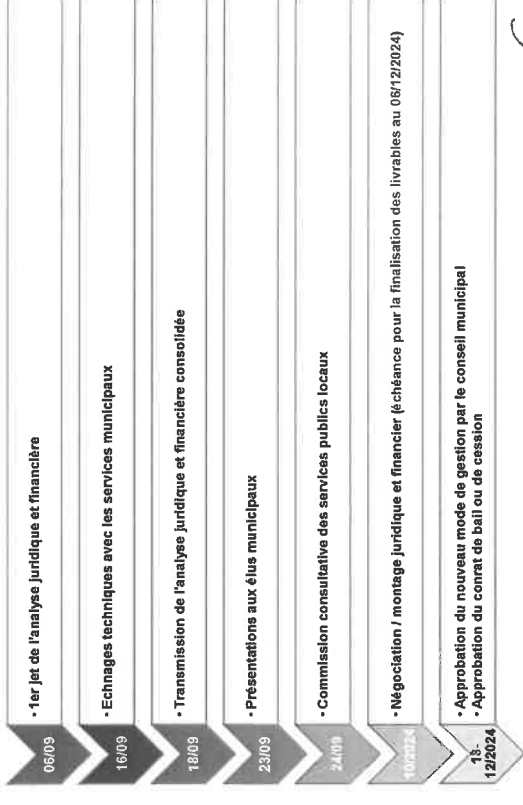 06/09
• 1er jet de l'analyse juridique et financière
16/09
• Echnages techniques avec les services municipaux
18/09
• Transmission de l'analyse juridique et financière consolidée
23/09
• Présentations aux élus municipaux
24/09
• Commission consultative des services publics locaux
10/2024
• Négociation / montage juridique et financier (échéance pour la finalisation des livrables au 06/12/2024)
13-
12/2024
• Approbation du nouveau mode de gestion par le conseil municipal
• Approbation du conrat de bail ou de cession